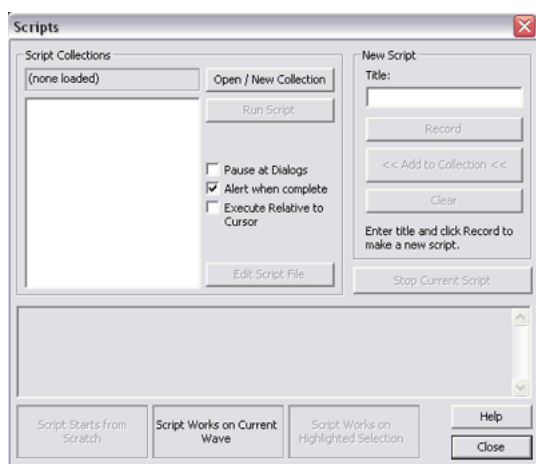 Scripts
Script Collections
(none loaded)
Open / New Collection
Run Script
Pause at Dialogs
Alert when complete
Execute Relative to
Cursor
Edit Script File
New Script
Title:
Record
<< Add to Collection <<
Clear
Enter title and click Record to
make a new script.
Stop Current Script
Script Starts from
Scratch
Script Works on Current
Wave
Script Works on
Highlighted Selection
Help
Close